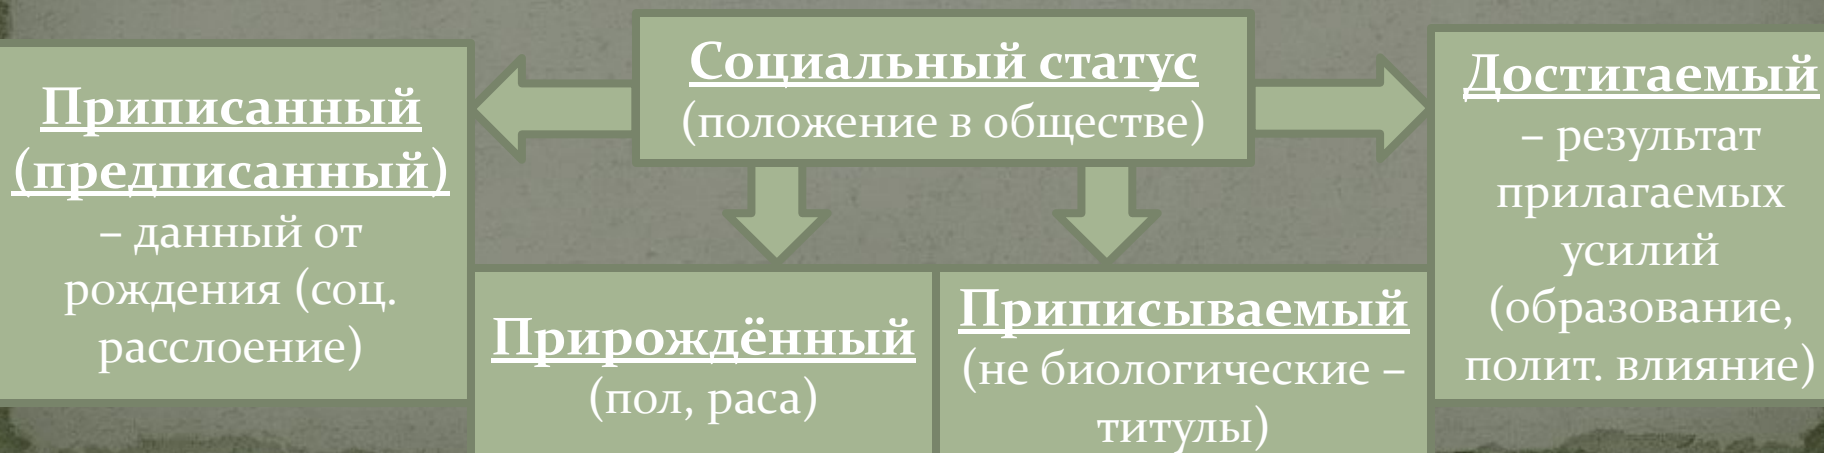 Социальный статус
(положение в обществе)
Приписанный
(предписанный)
– данный от
рождения (соц.
расслоение)
Прирождённый
(пол, раса)
Приписываемый
(не биологические –
титулы)
Достигаемый
– результат
прилагаемых
усилий
(образование,
полит. влияние)